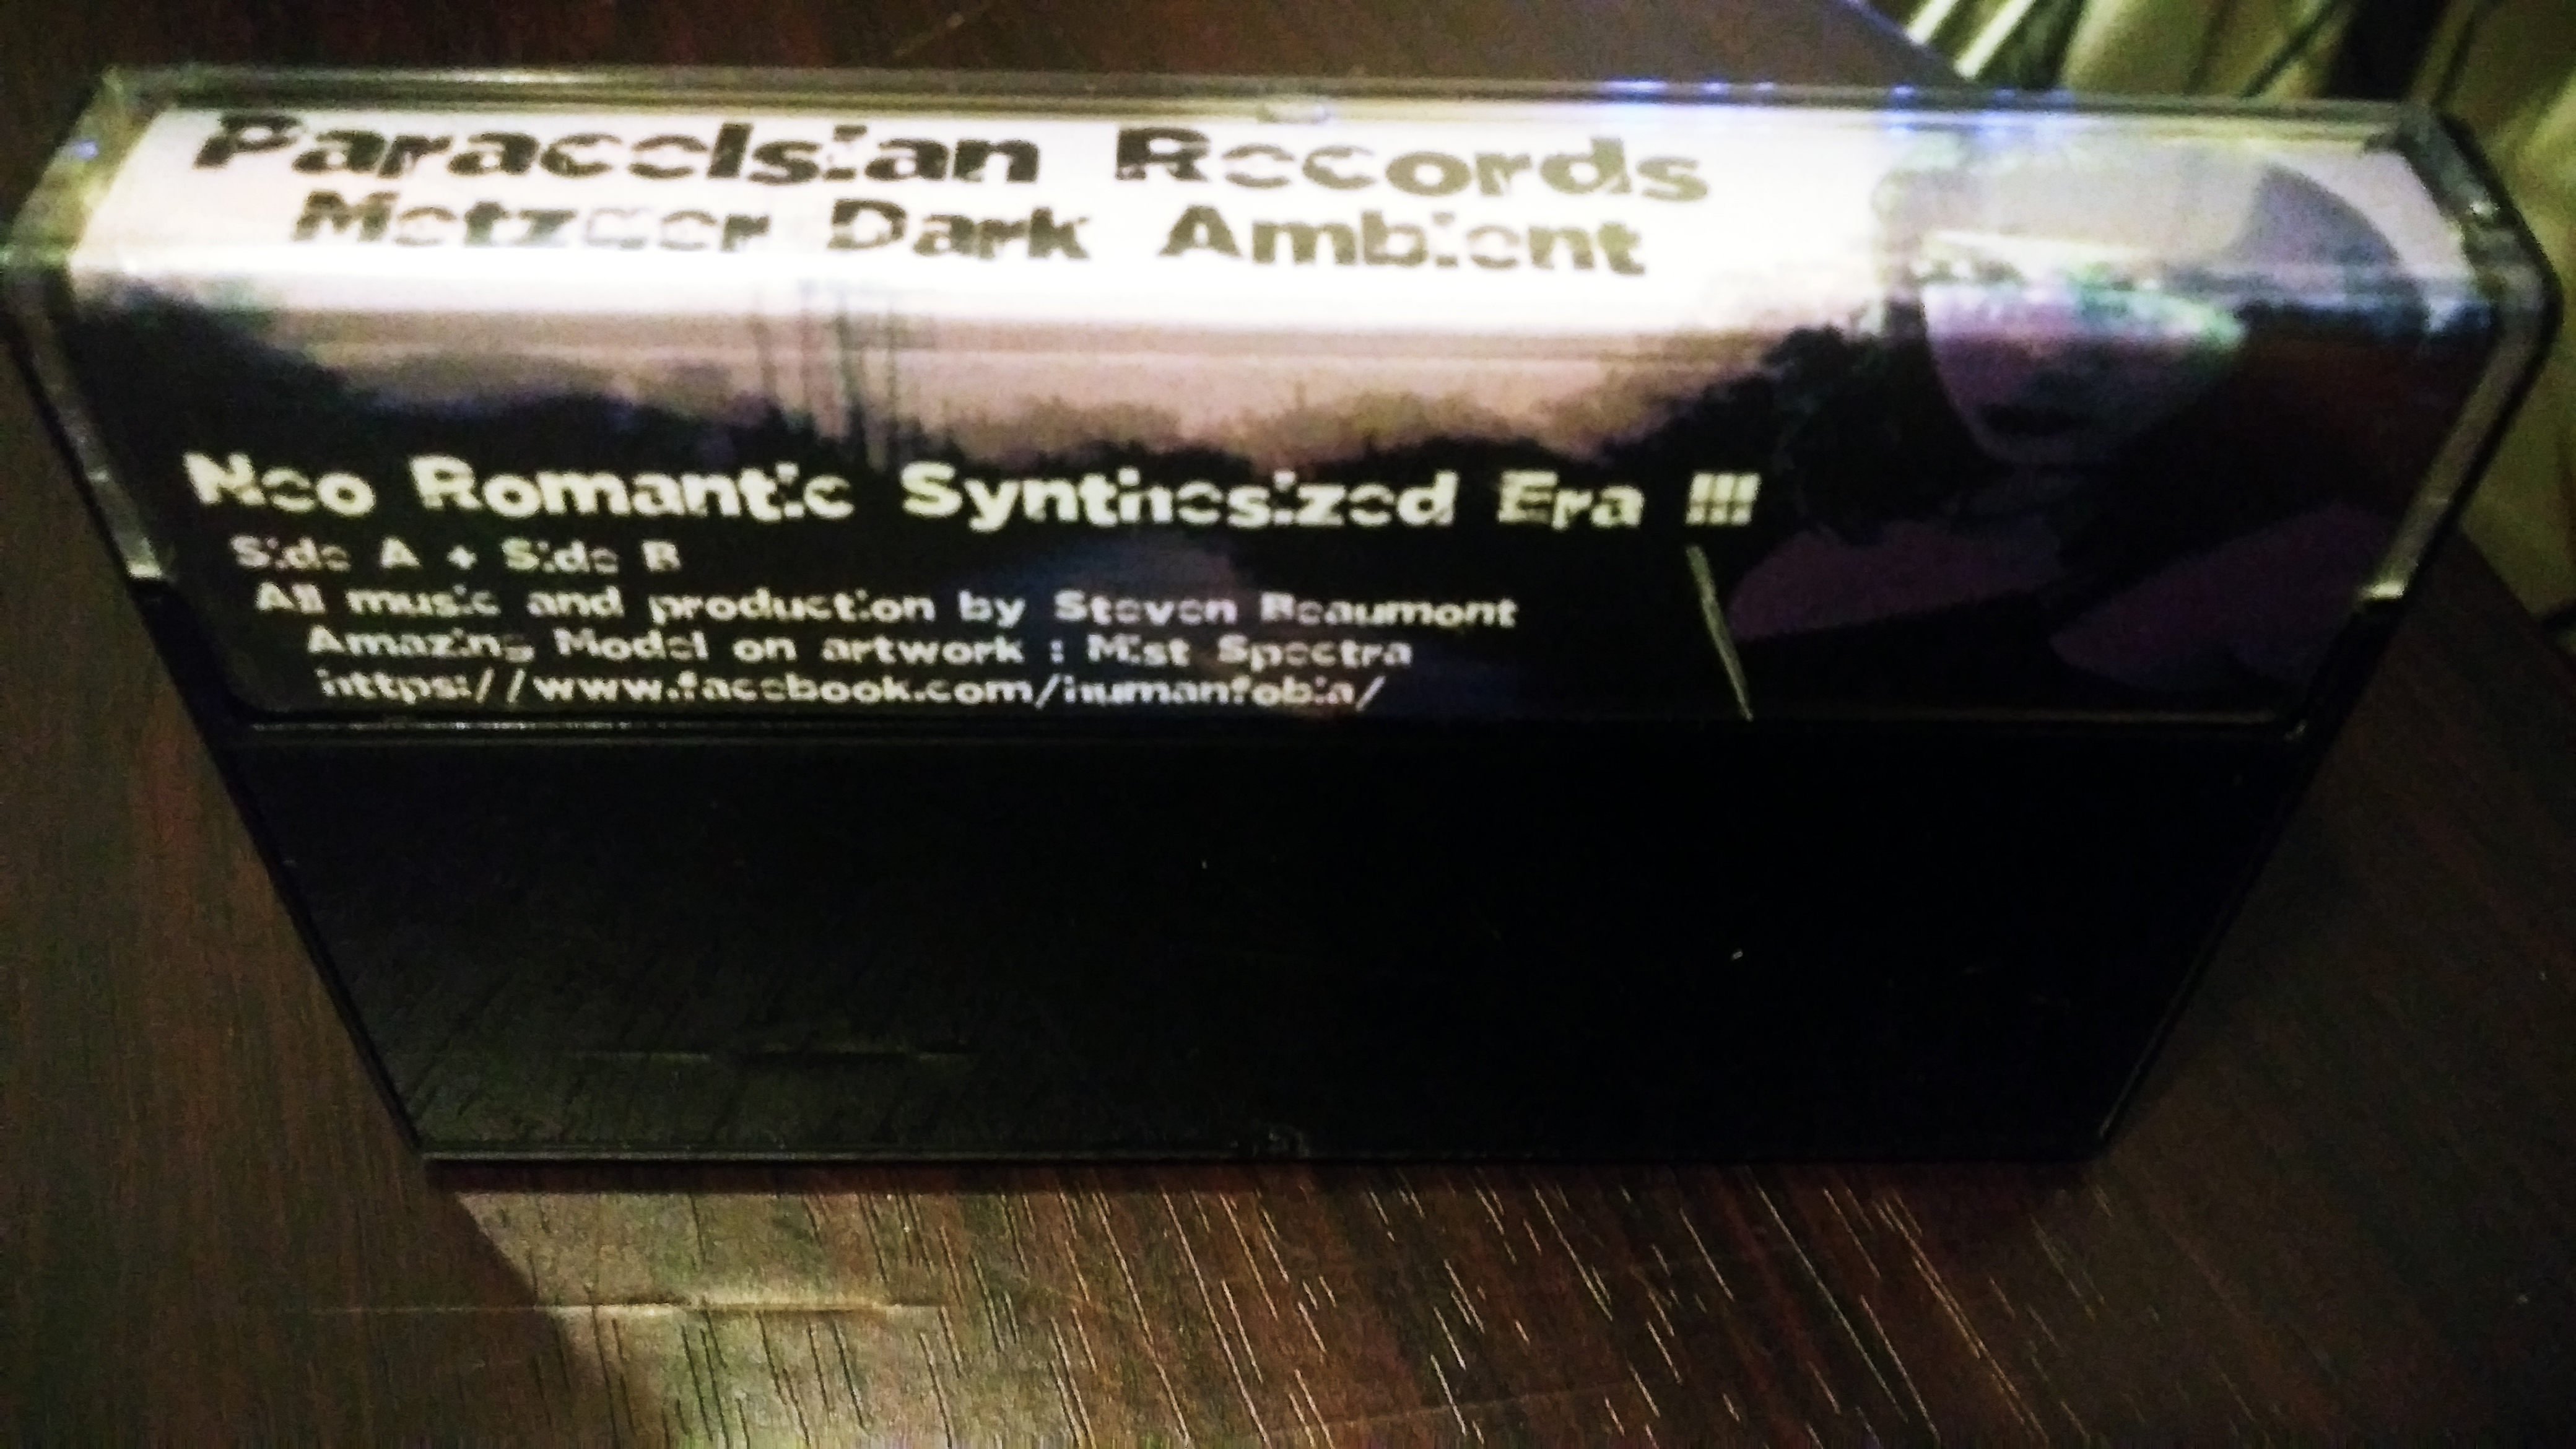 Paracelsian Records
Metzger Dark Ambient
Neo Romantic Synthesized Era !!!
Side A + Side B
All music and production by Steven Beaumont
Amazing Model on artwork : Mist Spectra
https://www.facebook.com/humanfobia/